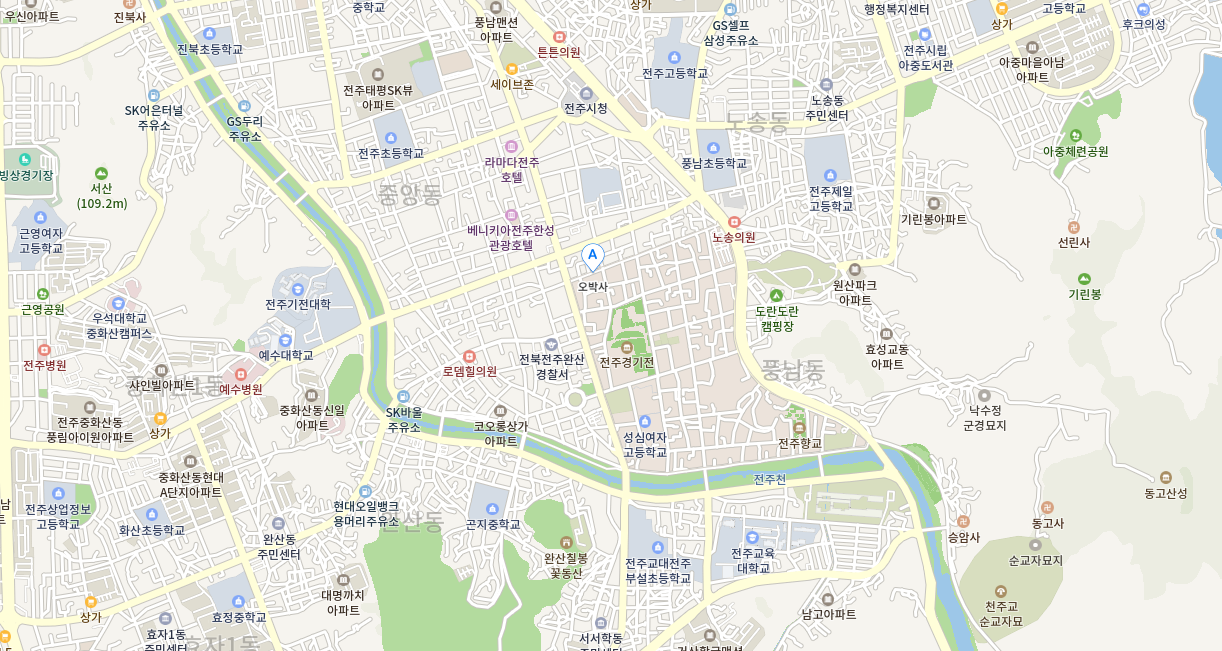 우신아파트
진북사
중학교
풍남맨션
아파트
상가
GS셀프
삼성주유소
행정복지센터
상가
고등학교
후크의성
진북초등학교
튼튼의원
전주고등학교
전주시립
아중도서관
아중마을아남
아파트
세이브존
전주태평SK뷰
아파트
SK어은터널
주유소
GS두리
주유소
전주시청
노송동
주민센터
노송동
전주초등학교
라마다전주
호텔
풍남초등학교
아중체련공원
빙상경기장
서산
(109.2m)
중앙동
전주제일
고등학교
근영여자
고등학교
베니키아전주한성
관광호텔
노송의원
기린봉아파트
선린사
A
오박사
원산파크
아파트
기린봉
근영공원
우석대학교
중화산캠퍼스
전주기전대학
도란도란
캠핑장
예수대학교
전북전주완산
경찰서
전주경기전
효성교동
아파트
전주병원
로뎀힐의원
풍남동
샤인빌아파트
예수병원
중화산동신일
아파트
SK바울
주유소
코오롱상가
아파트
낙수정
군경묘지
전주중화산동
풍림아이원아파트
상가
성심여자
고등학교
전주향교
중화산동현대
A단지아파트
전주천
동고산성
전주상업정보
고등학교
화산초등학교
현대오일뱅크
용머리주유소
곤지중학교
완산동
주민센터
완산칠봉
꽃동산
전주교대전주
부설초등학교
전주교육
대학교
승암사
동고사
순교자묘지
대명까치
아파트
상가
효정중학교
남고아파트
천주교
순교자묘
효자1동
주민센터
효자1동
서서학동
주민센터